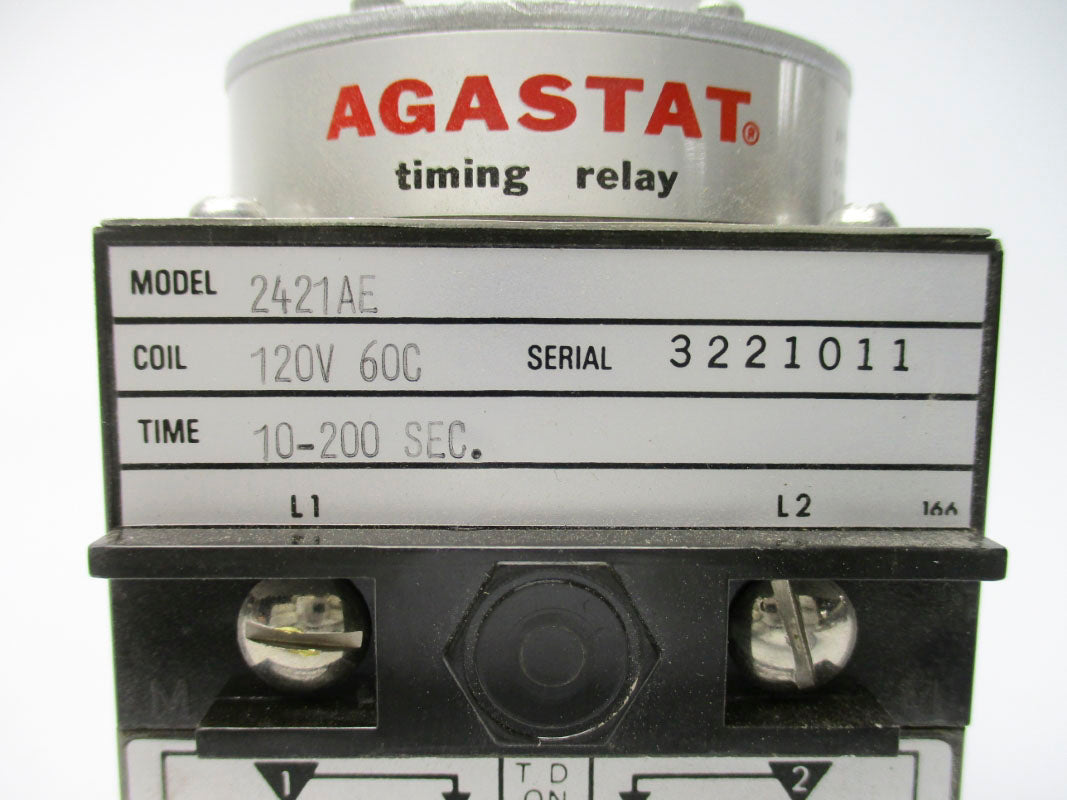 AGASTAT®
timing relay
MODEL 2421AE
COIL 120V 60C SERIAL 3221011
TIME 10-200 SEC.
L1 L2 166
M M
1 T.D 2
ON